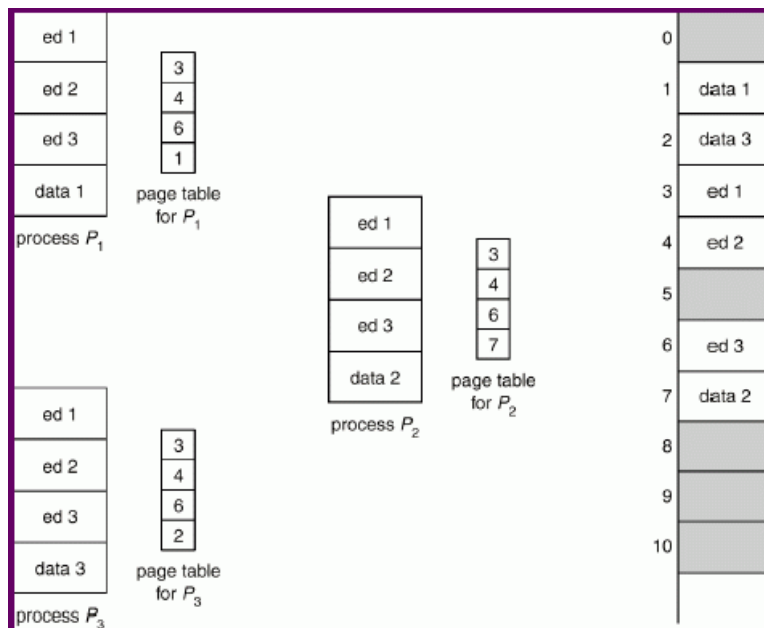 ed 1
ed 2
ed 3
data 1
process P1
3
4
6
1
page table
for P1
ed 1
ed 2
ed 3
data 2
process P2
3
4
6
7
page table
for P2
ed 1
ed 2
ed 3
data 3
process P3
3
4
6
2
page table
for P3
0
1 data 1
2 data 3
3 ed 1
4 ed 2
5
6 ed 3
7 data 2
8
9
10